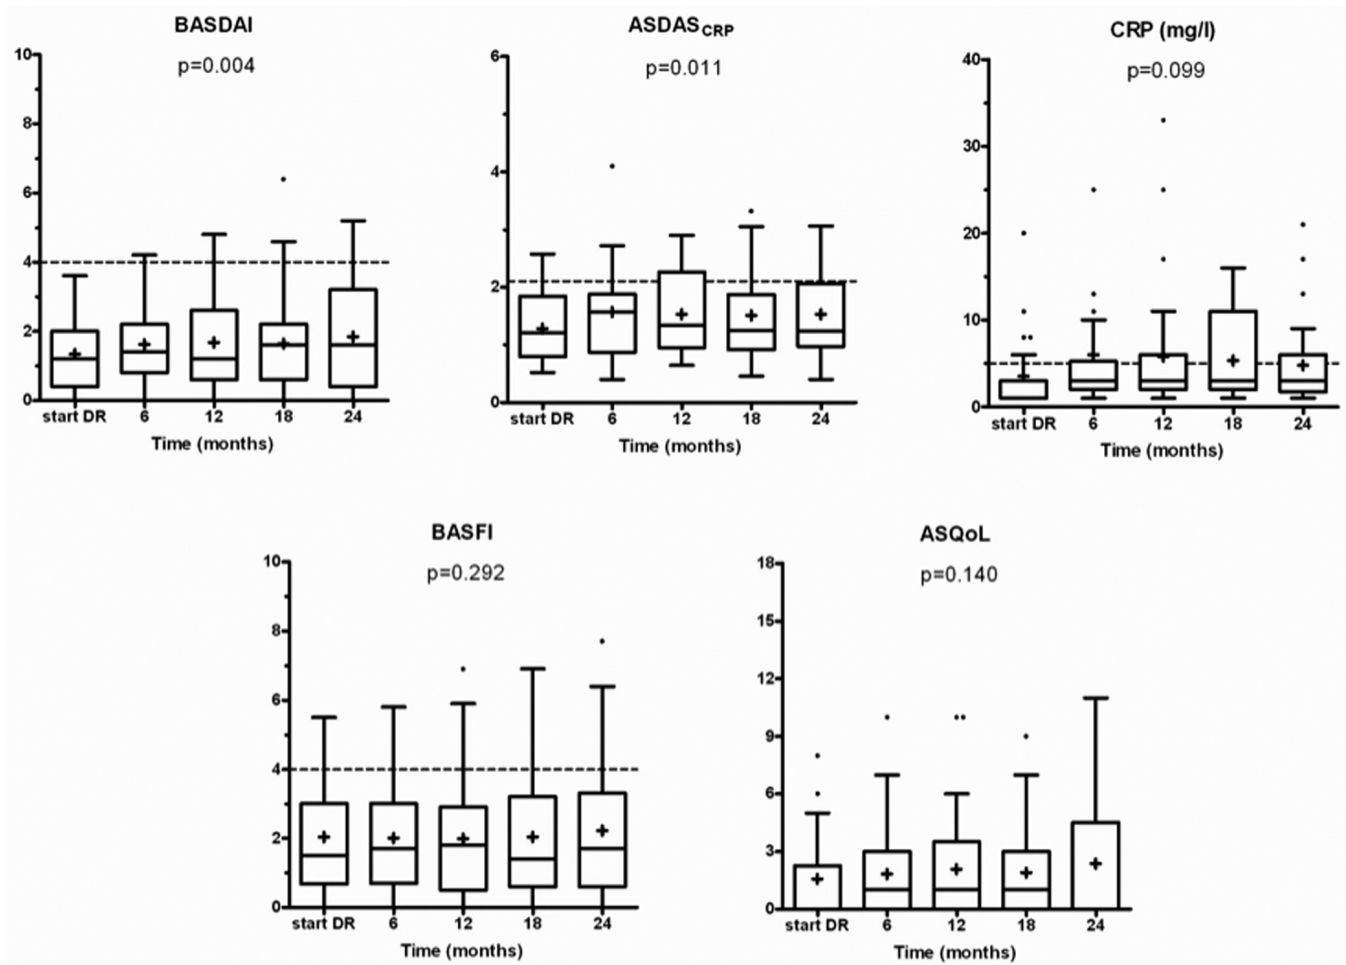 BASDAI
p=0.004
10
8
6
4
2
0
start DR 6 12 18 24
Time (months)
ASDAS CRP
p=0.011
6
4
2
0
start DR 6 12 18 24
Time (months)
CRP (mg/l)
p=0.099
40
30
20
10
0
start DR 6 12 18 24
Time (months)
BASFI
p=0.292
10
8
6
4
2
0
start DR 6 12 18 24
Time (months)
ASQoL
p=0.140
18
15
12
9
6
3
0
start DR 6 12 18 24
Time (months)